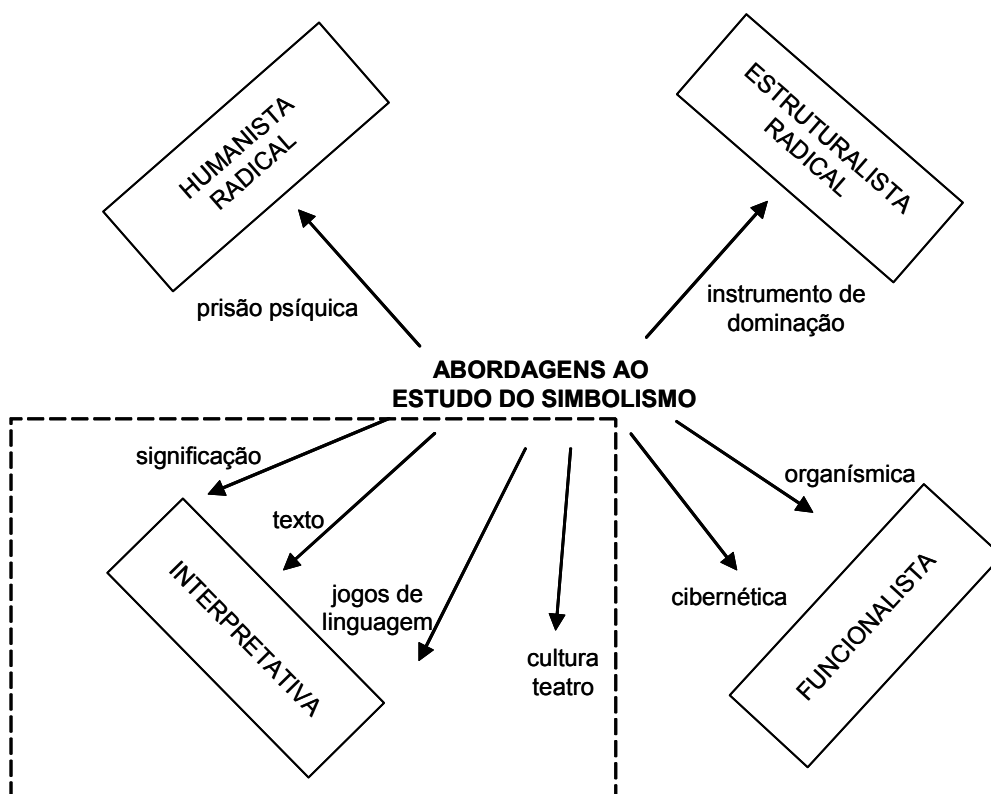 HUMANISTA
RADICAL
ESTRUTURALISTA
RADICAL
prisão psíquica
instrumento de
dominação
ABORDAGENS AO
ESTUDO DO SIMBOLISMO
significação
texto
jogos de
linguagem
cultura
teatro
organísmica
cibernética
INTERPRETATIVA
FUNCIONALISTA